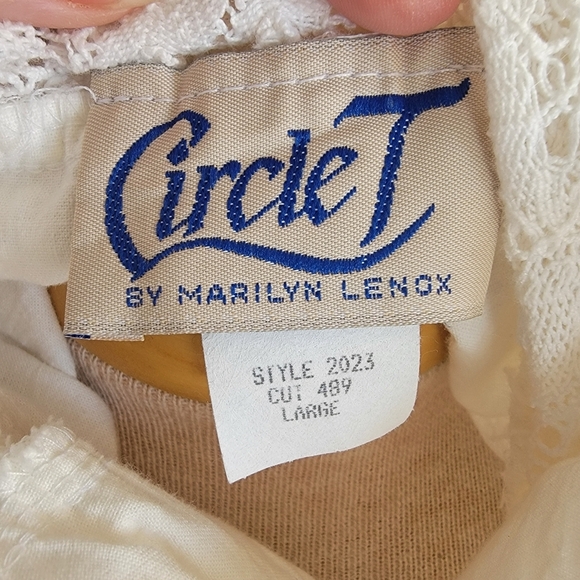 Circle T
BY MARILYN LENOX
STYLE 2023
CUT 489
LARGE